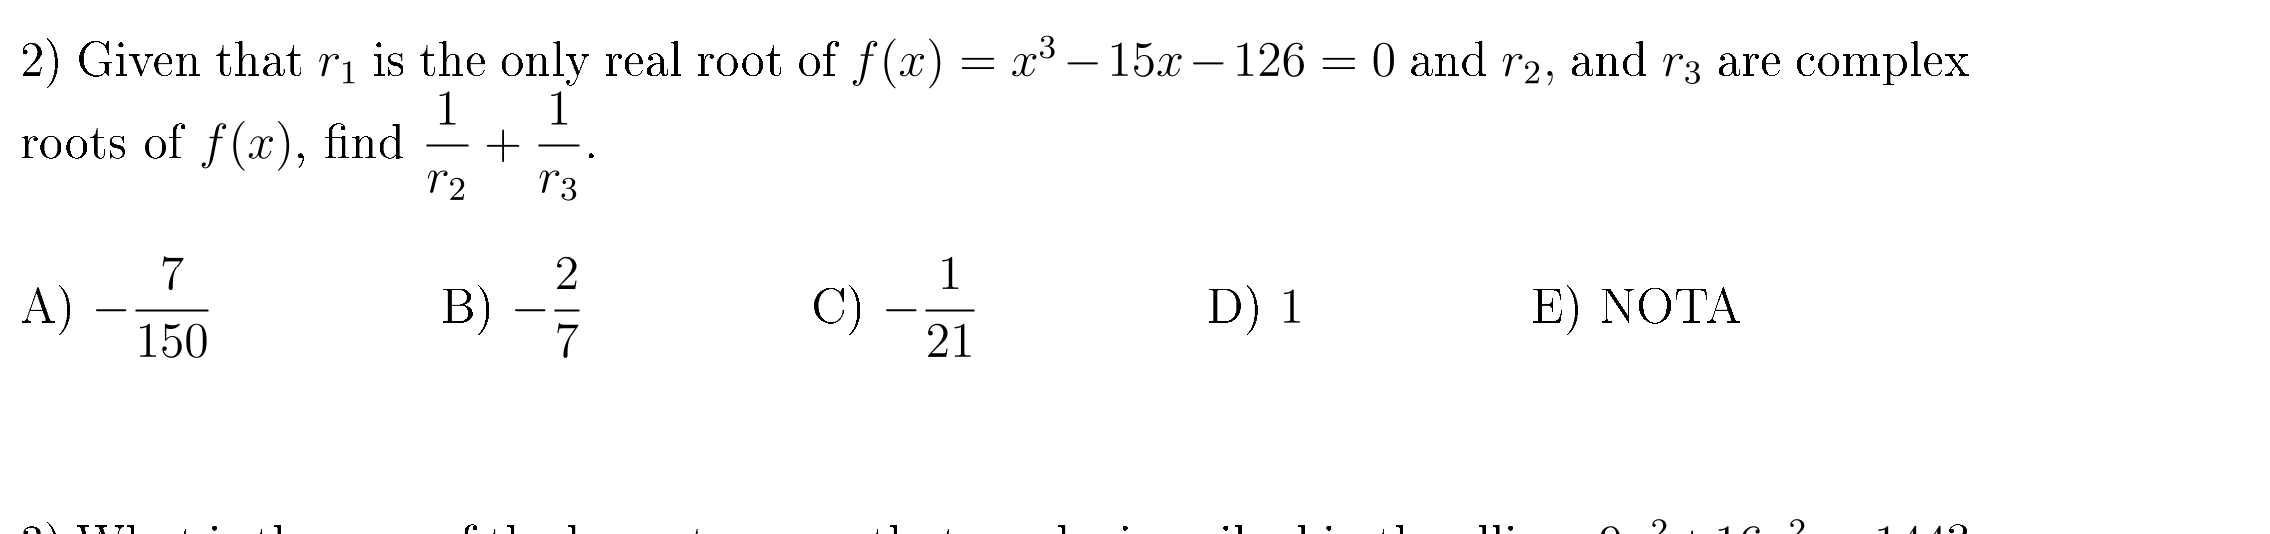 2) Given that r₁ is the only real root of f(x) = x³ − 15x − 126 = 0 and r₂, and r₃ are complex
roots of f(x), find 1/r₂ + 1/r₃.
A) −7/150 B) −2/7 C) −1/21 D) 1 E) NOTA